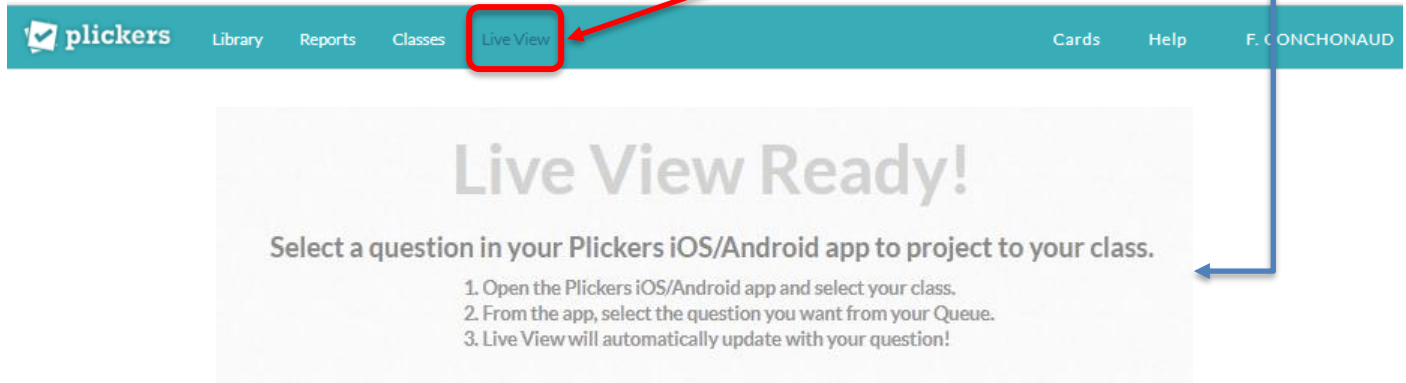 plickers Library Reports Classes Live View Cards Help F. CONCHONAUD
Live View Ready!
Select a question in your Plickers iOS/Android app to project to your class.
1. Open the Plickers iOS/Android app and select your class.
2. From the app, select the question you want from your Queue.
3. Live View will automatically update with your question!